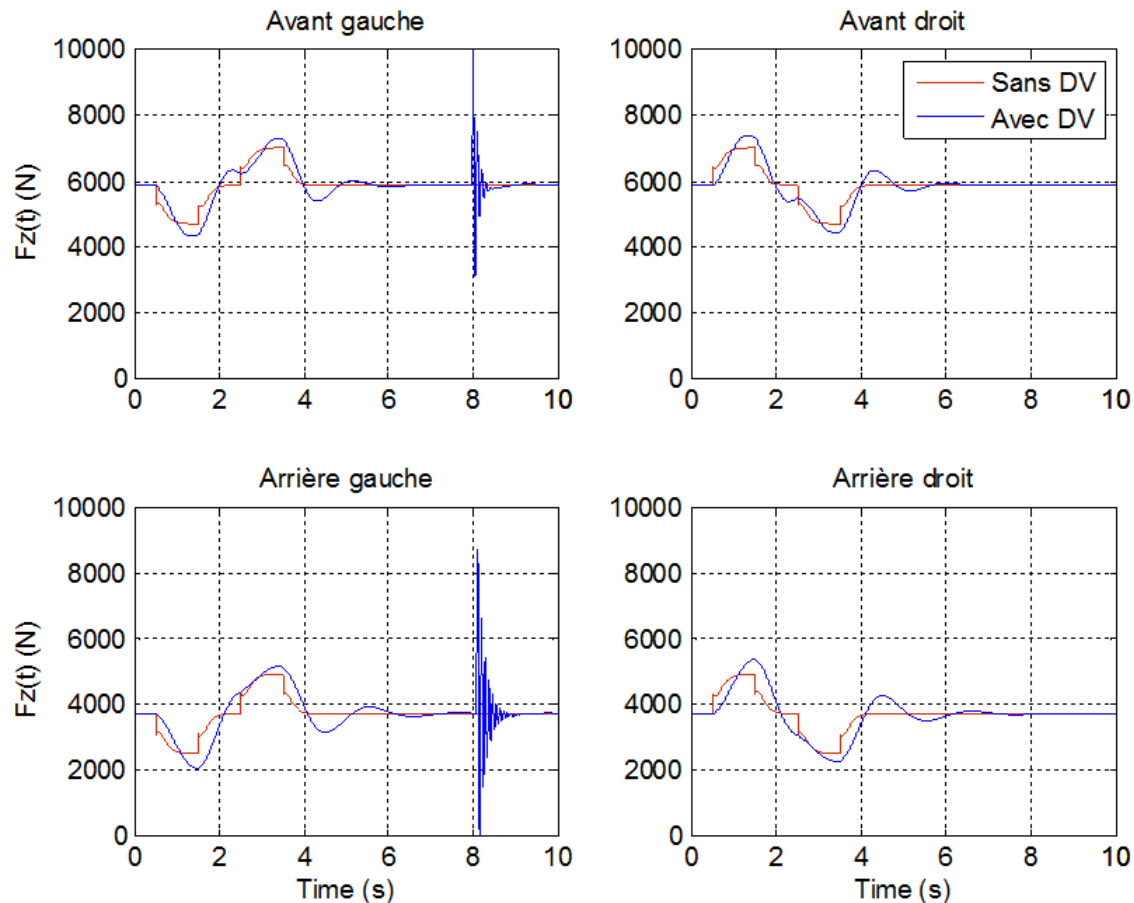 Avant gauche
Avant droit
10000
8000
6000
4000
2000
0
Fz(t) (N)
0 2 4 6 8 10
10000
8000
6000
4000
2000
0
0 2 4 6 8 10
Sans DV
Avec DV
Arrière gauche
Arrière droit
10000
8000
6000
4000
2000
0
Fz(t) (N)
0 2 4 6 8 10
Time (s)
10000
8000
6000
4000
2000
0
0 2 4 6 8 10
Time (s)